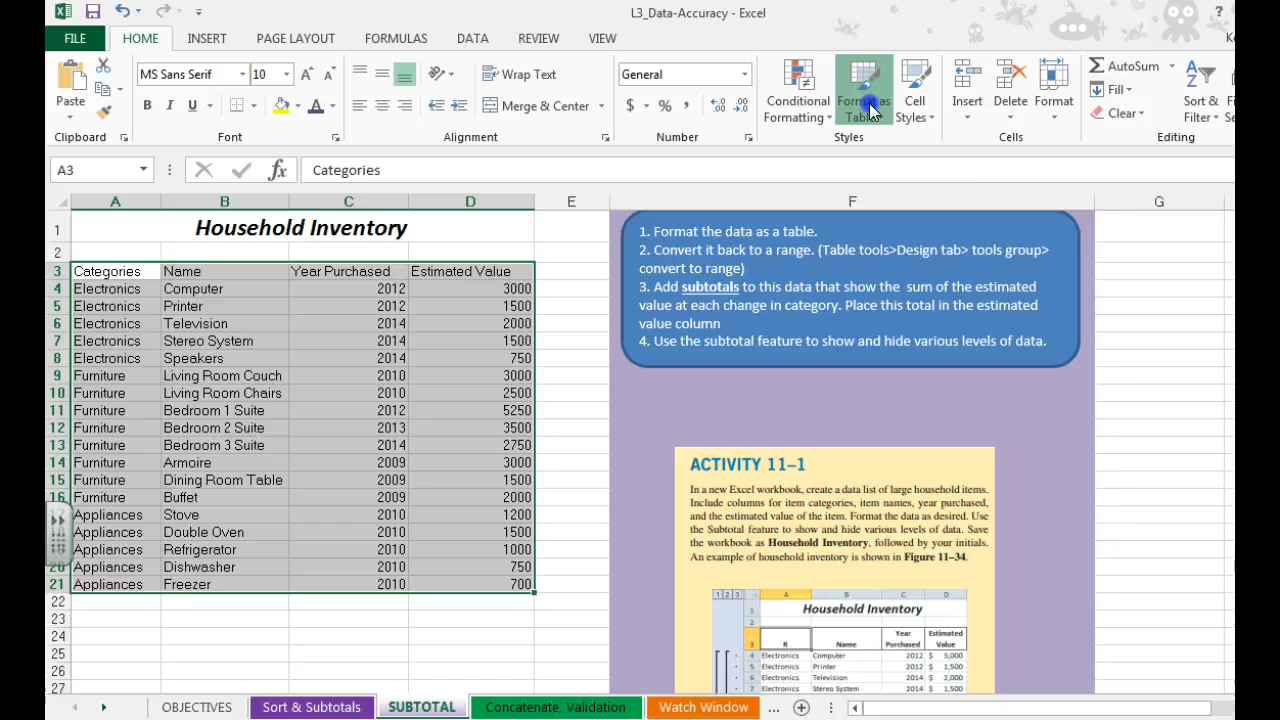 L3_Data-Accuracy - Excel
?
FILE
HOME
INSERT
PAGE LAYOUT
FORMULAS
DATA
REVIEW
VIEW
Paste
MS Sans Serif
10
Wrap Text
General
Merge & Center
Conditional
Formatting
Format as
Table
Cell
Styles
Insert
Delete
Format
AutoSum
Fill
Clear
Sort &
Filter
Clipboard
Font
Alignment
Number
Styles
Cells
Editing
A3
fx
Categories
A B C D E F G
1 Household Inventory
2
3 Categories Name Year Purchased Estimated Value
4 Electronics Computer 2012 3000
5 Electronics Printer 2012 1500
6 Electronics Television 2014 2000
7 Electronics Stereo System 2014 1500
8 Electronics Speakers 2014 750
9 Furniture Living Room Couch 2010 3000
10 Furniture Living Room Chairs 2010 2500
11 Furniture Bedroom 1 Suite 2012 5250
12 Furniture Bedroom 2 Suite 2013 3500
13 Furniture Bedroom 3 Suite 2014 2750
14 Furniture Armoire 2009 3000
15 Furniture Dining Room Table 2009 1500
16 Furniture Buffet 2009 2000
Appliances Stove 2010 1200
Appliances Double Oven 2010 1500
Appliances Refrigerator 2010 1000
20 Appliances Dishwasher 2010 750
21 Appliances Freezer 2010 700
22
23
24
25
26
27
1. Format the data as a table.
2. Convert it back to a range. (Table tools>Design tab> tools group>
convert to range)
3. Add subtotals to this data that show the sum of the estimated
value at each change in category. Place this total in the estimated
value column
4. Use the subtotal feature to show and hide various levels of data.
ACTIVITY 11–1
In a new Excel workbook, create a data list of large household items.
Include columns for item categories, item names, year purchased,
and the estimated value of the item. Format the data as desired. Use
the Subtotal feature to show and hide various levels of data. Save
the workbook as Household Inventory, followed by your initials.
An example of household inventory is shown in Figure 11–34.
1 2 3 A B C D
1 Household Inventory
2
Year Estimated
3 R Name Purchased Value
4 Electronics Computer 2012 $ 3,000
5 Electronics Printer 2012 $ 1,500
6 Electronics Television 2014 $ 2,000
7 Electronics Stereo System 2014 $ 1,500
OBJECTIVES
Sort & Subtotals
SUBTOTAL
Concatenate, Validation
Watch Window
...